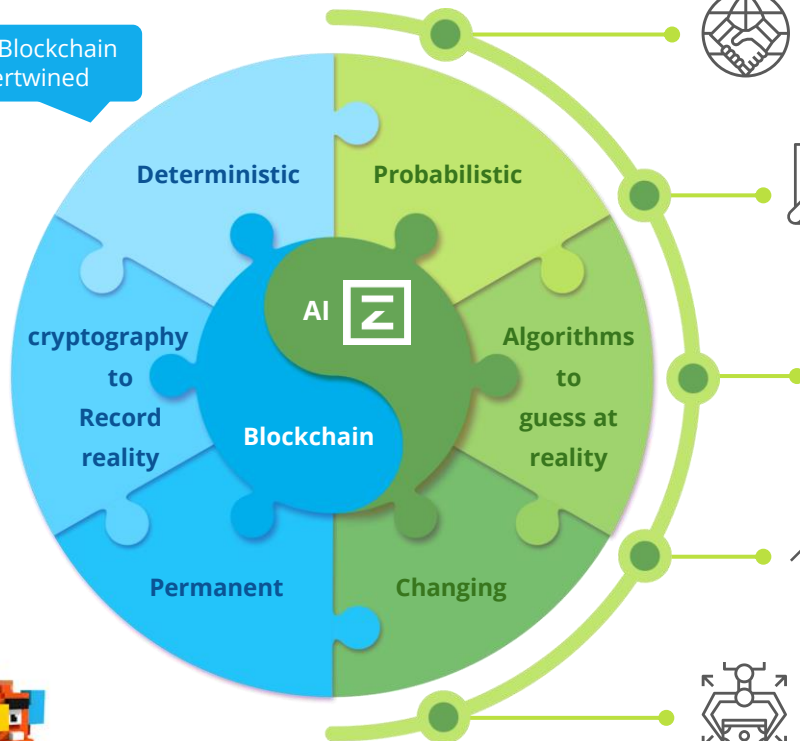 Blockchain
ertwined
Deterministic
Probabilistic
AI
cryptography
to
Record
reality
Algorithms
to
guess at
reality
Blockchain
Permanent
Changing